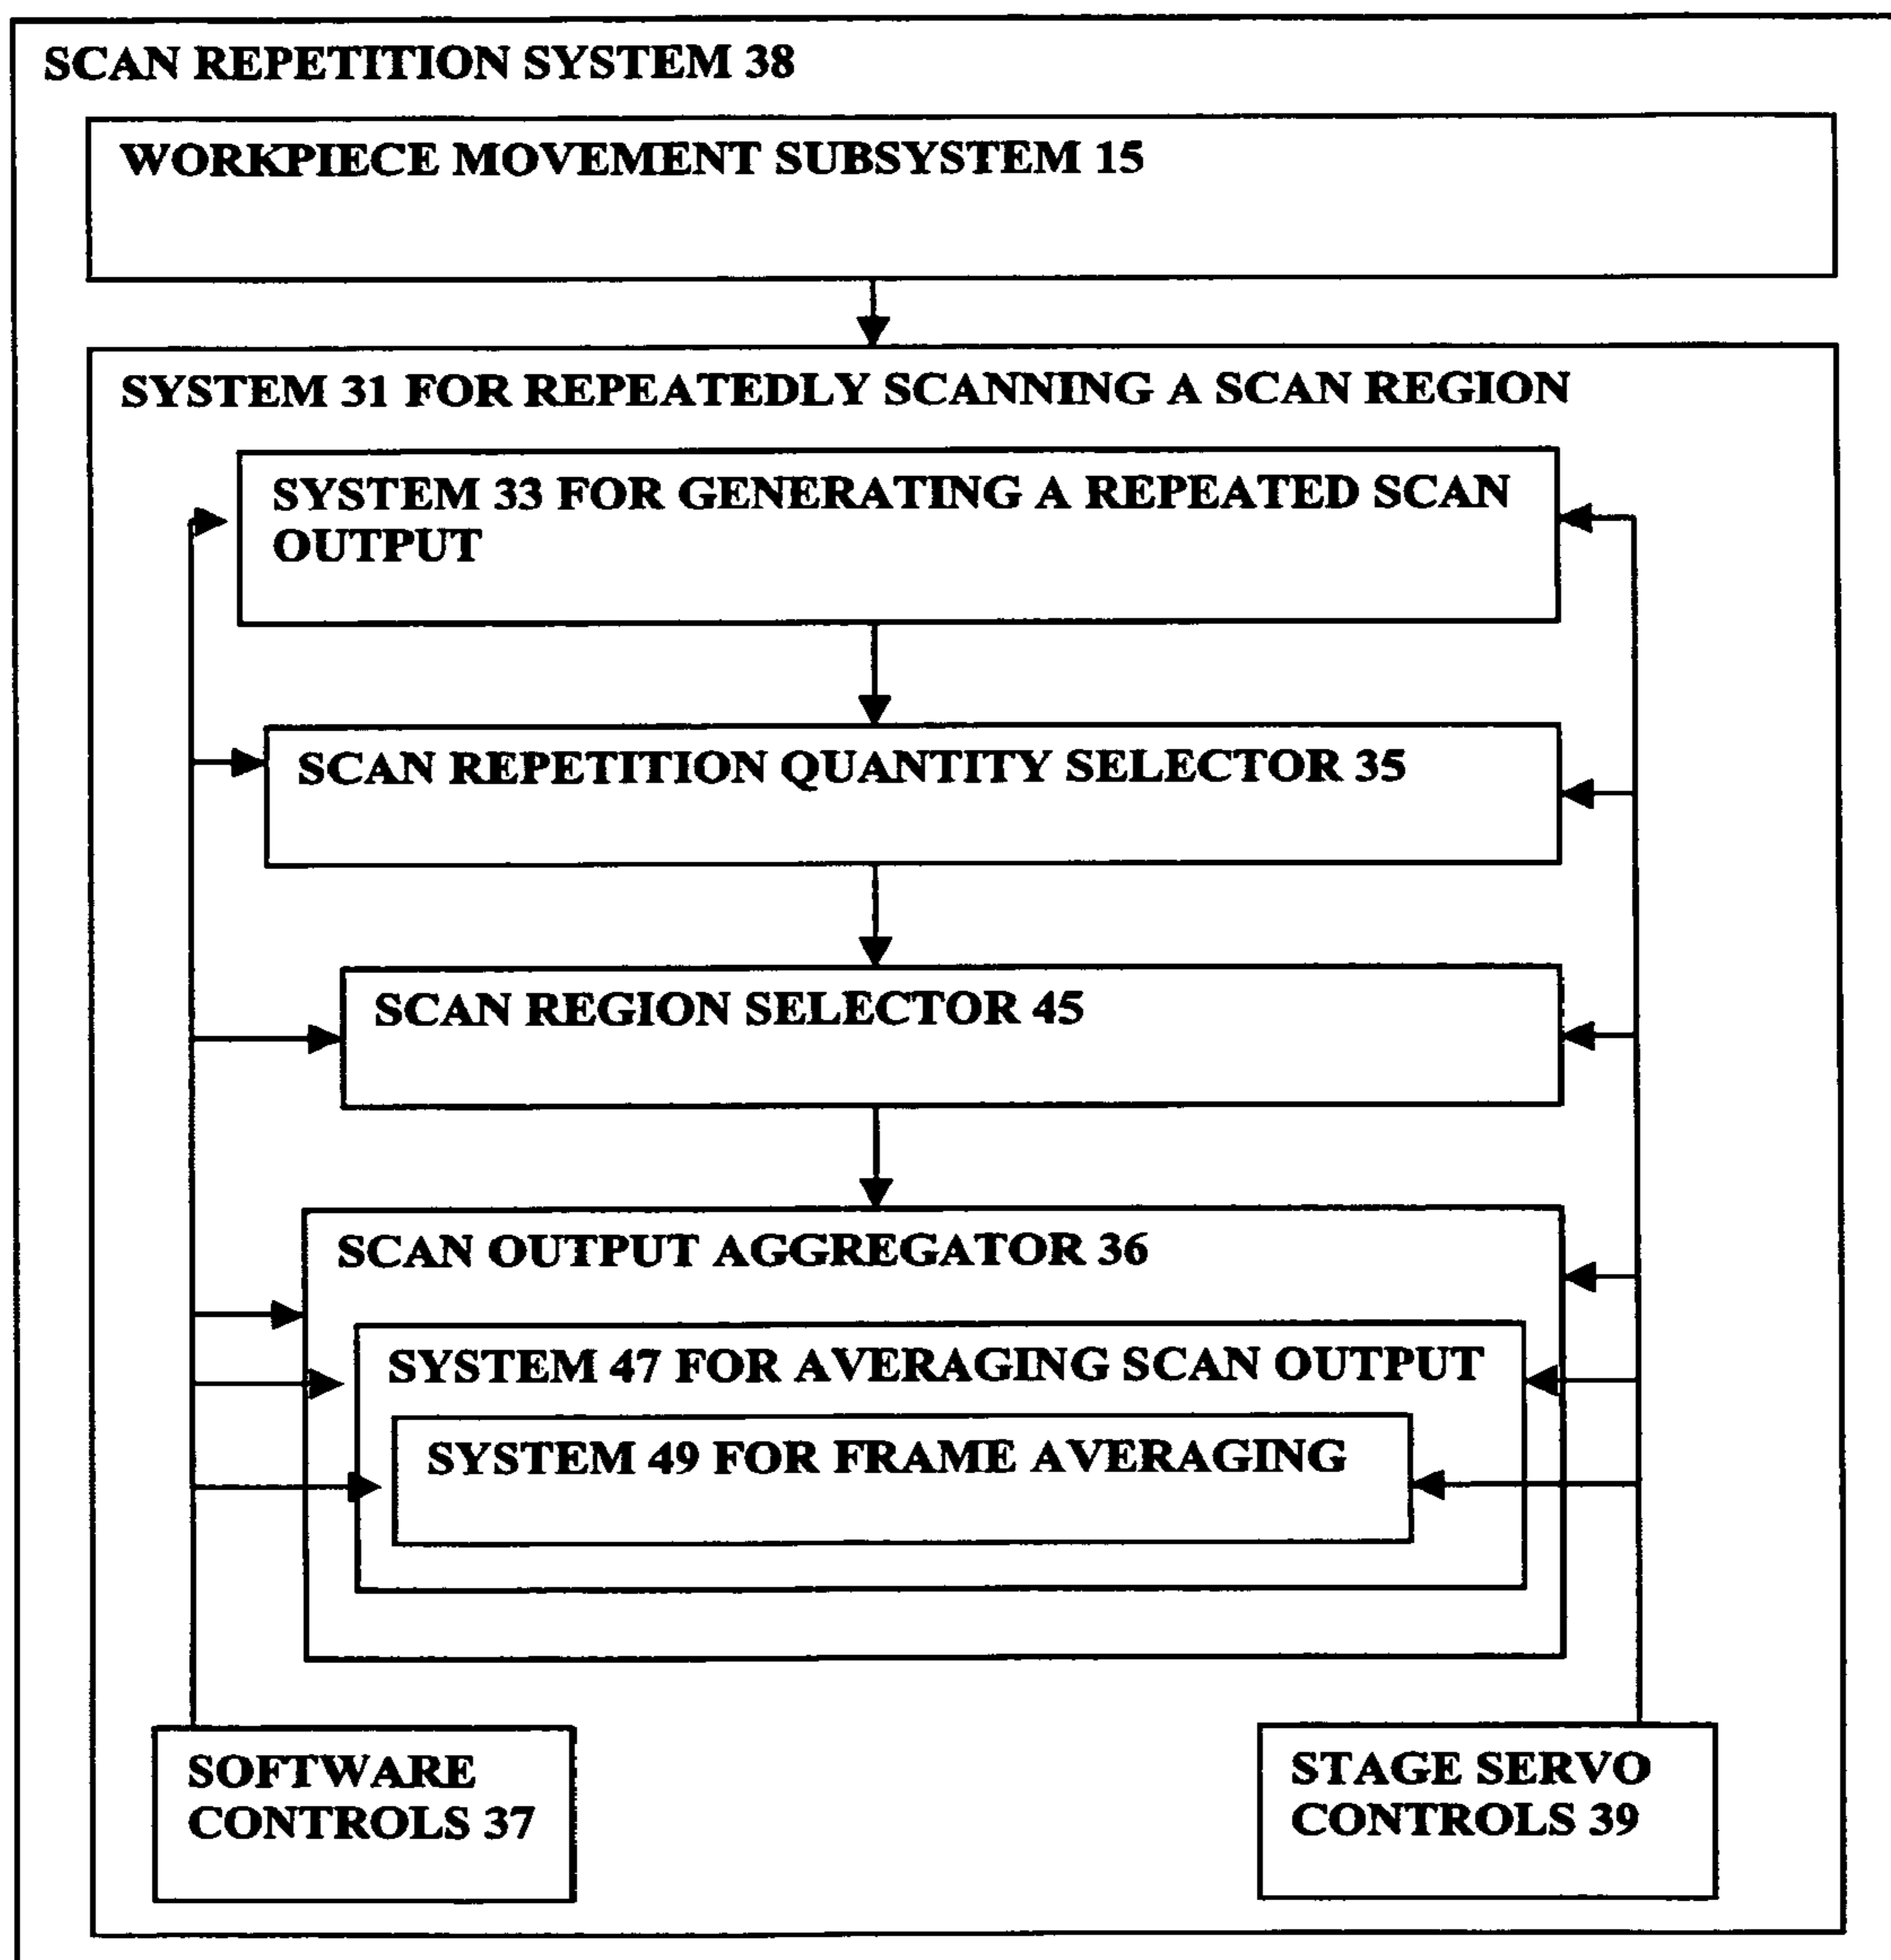 SCAN REPETITION SYSTEM 38
WORKPIECE MOVEMENT SUBSYSTEM 15
SYSTEM 31 FOR REPEATEDLY SCANNING A SCAN REGION
SYSTEM 33 FOR GENERATING A REPEATED SCAN
OUTPUT
SCAN REPETITION QUANTITY SELECTOR 35
SCAN REGION SELECTOR 45
SCAN OUTPUT AGGREGATOR 36
SYSTEM 47 FOR AVERAGING SCAN OUTPUT
SYSTEM 49 FOR FRAME AVERAGING
SOFTWARE
CONTROLS 37
STAGE SERVO
CONTROLS 39